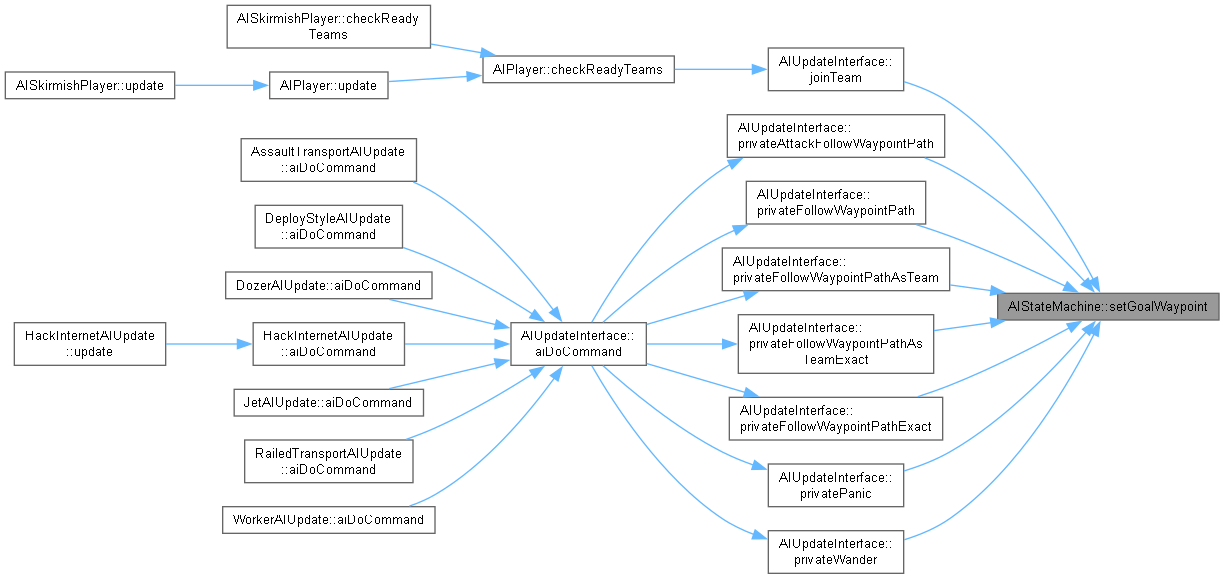 AISkirmishPlayer::checkReady
Teams
AISkirmishPlayer::update
AIPlayer::update
AIPlayer::checkReadyTeams
AIUpdateInterface::
joinTeam
AssaultTransportAIUpdate
::aiDoCommand
DeployStyleAIUpdate
::aiDoCommand
DozerAIUpdate::aiDoCommand
HackInternetAIUpdate
::update
HackInternetAIUpdate
::aiDoCommand
JetAIUpdate::aiDoCommand
RailedTransportAIUpdate
::aiDoCommand
WorkerAIUpdate::aiDoCommand
AIUpdateInterface::
aiDoCommand
AIUpdateInterface::
privateAttackFollowWaypointPath
AIUpdateInterface::
privateFollowWaypointPath
AIUpdateInterface::
privateFollowWaypointPathAsTeam
AIUpdateInterface::
privateFollowWaypointPathAs
TeamExact
AIUpdateInterface::
privateFollowWaypointPathExact
AIUpdateInterface::
privatePanic
AIUpdateInterface::
privateWander
AIStateMachine::setGoalWaypoint